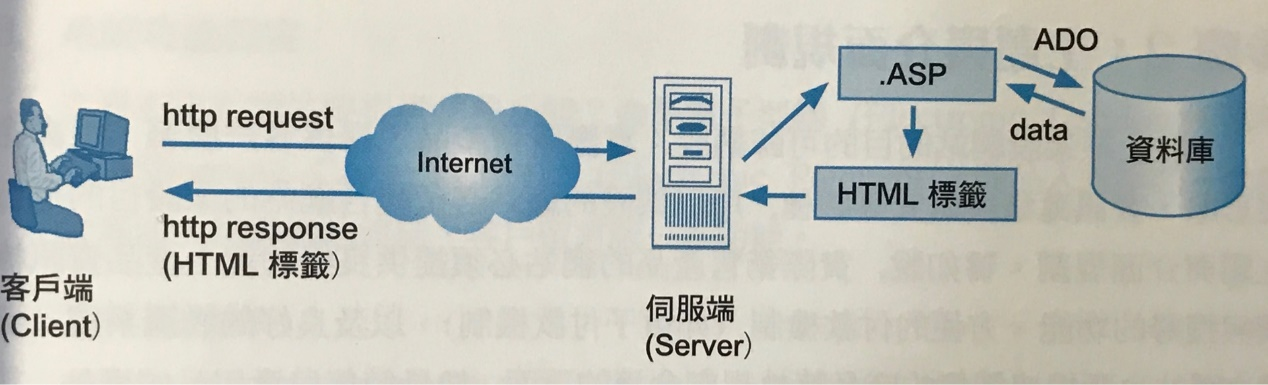 http request
http response
(HTML 標籤)
客戶端
(Client)
Internet
伺服端
(Server)
.ASP
HTML 標籤
ADO
data
資料庫